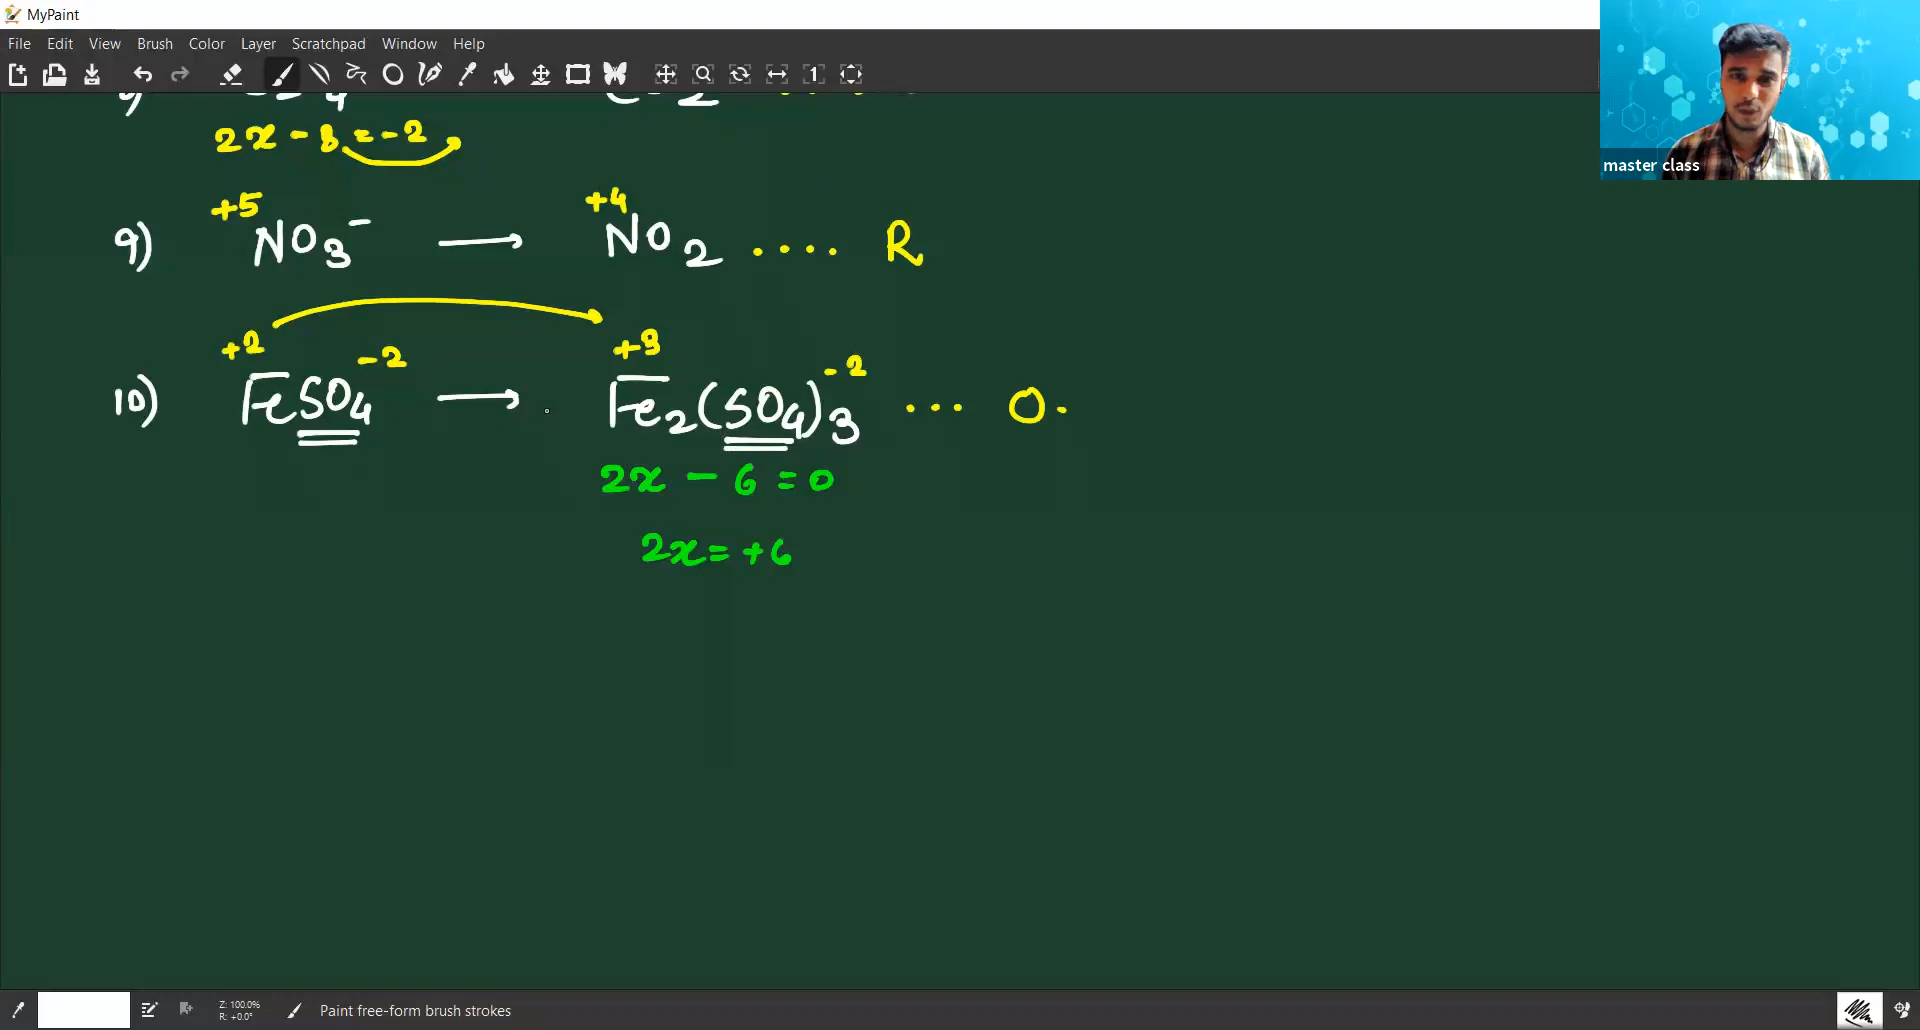 MyPaint
File Edit View Brush Color Layer Scratchpad Window Help
master class
2x - 8 = -2
+5 +4
9) NO3⁻ → NO2 .... R
+2 -2 +3 -2
10) FeSO4 → Fe2(SO4)3 ... O.
2x - 6 = 0
2x = +6
Z: 100.0%
R: +0.0°
Paint free-form brush strokes